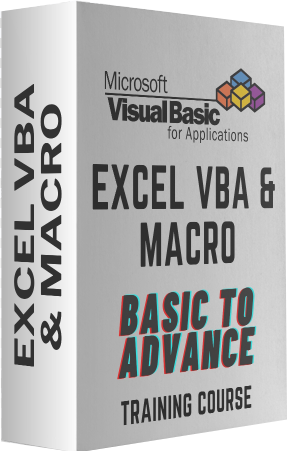 EXCEL VBA
& MACRO
Microsoft
Visual Basic
for Applications
EXCEL VBA &
MACRO
BASIC TO
ADVANCE
TRAINING COURSE